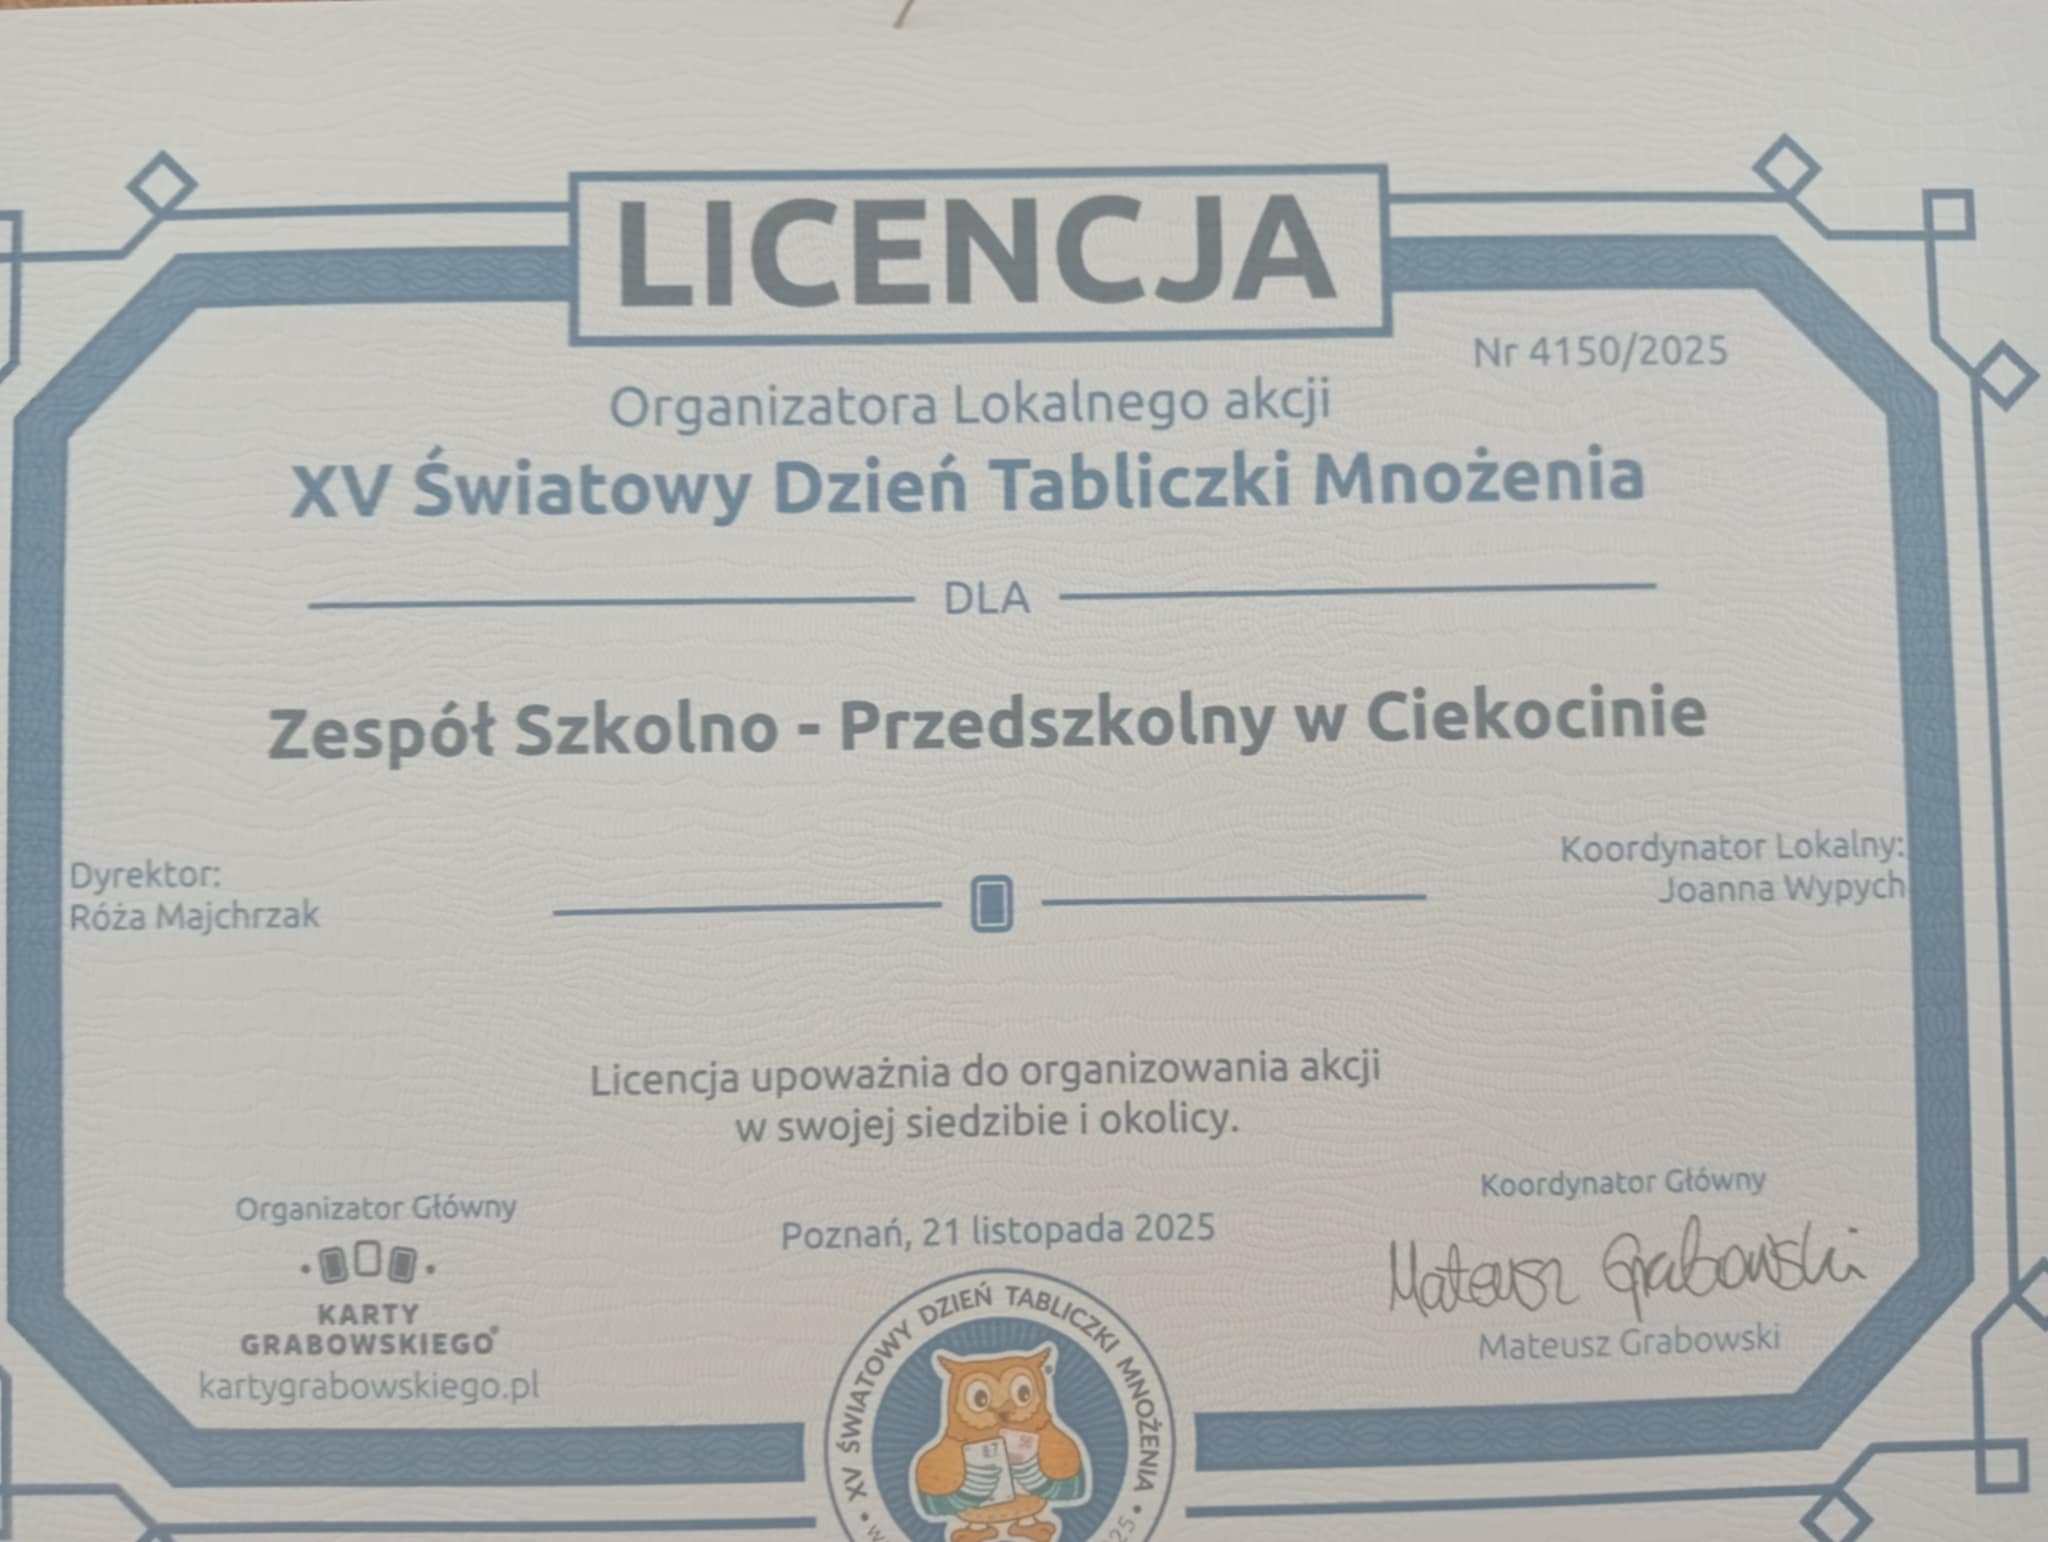 LICENCJA
Nr 4150/2025
Organizatora Lokalnego akcji
XV Światowy Dzień Tabliczki Mnożenia
DLA
Zespół Szkolno - Przedszkolny w Ciekocinie
Dyrektor:
Róża Majchrzak
Koordynator Lokalny:
Joanna Wypych
Licencja upoważnia do organizowania akcji
w swojej siedzibie i okolicy.
Organizator Główny
KARTY
GRABOWSKIEGO®
kartygrabowskiego.pl
Poznań, 21 listopada 2025
Koordynator Główny
Mateusz Grabowski
Mateusz Grabowski
XV ŚWIATOWY DZIEŃ TABLICZKI MNOŻENIA